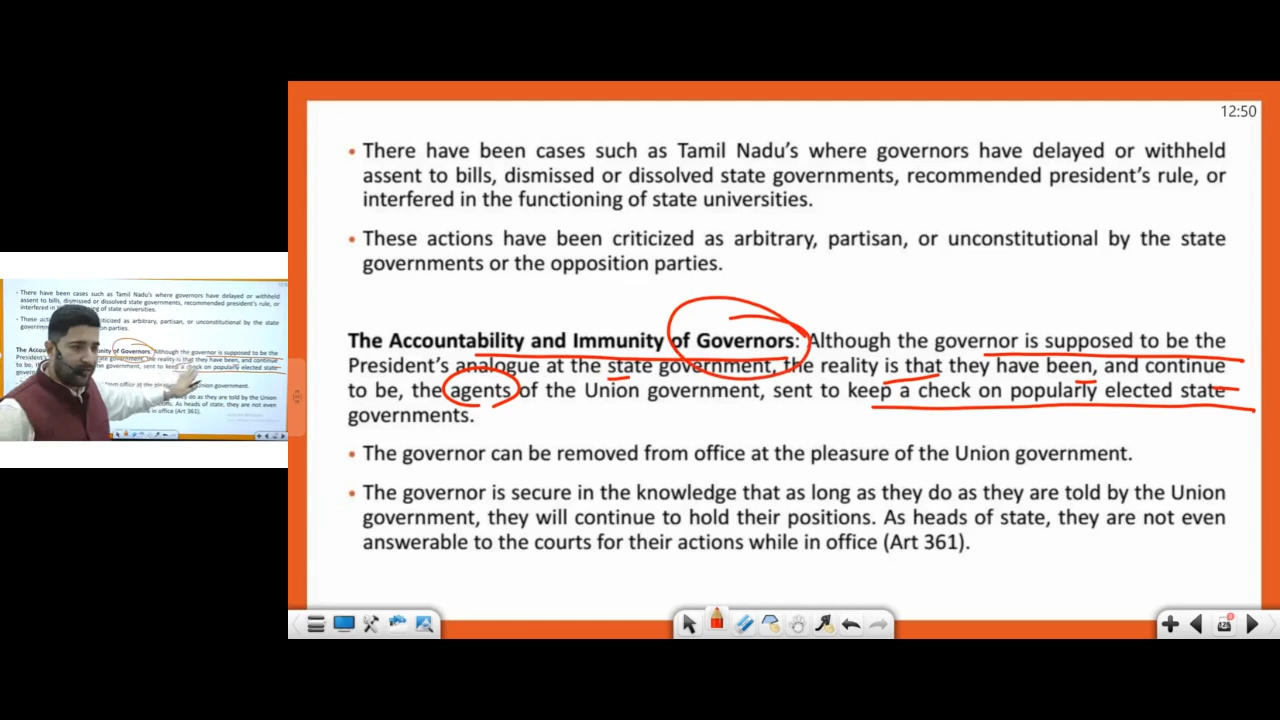 12:50
• There have been cases such as Tamil Nadu's where governors have delayed or withheld
assent to bills, dismissed or dissolved state governments, recommended president's rule, or
interfered in the functioning of state universities.
• These actions have been criticized as arbitrary, partisan, or unconstitutional by the state
governments or the opposition parties.
The Accountability and Immunity of Governors: Although the governor is supposed to be the
President's analogue at the state government, the reality is that they have been, and continue
to be, the agents of the Union government, sent to keep a check on popularly elected state
governments.
• The governor can be removed from office at the pleasure of the Union government.
• The governor is secure in the knowledge that as long as they do as they are told by the Union
government, they will continue to hold their positions. As heads of state, they are not even
answerable to the courts for their actions while in office (Art 361).